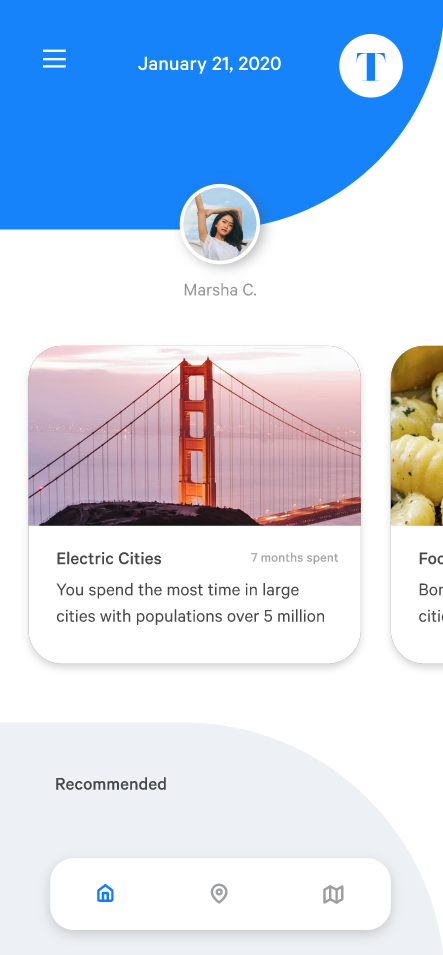 January 21, 2020
T
Marsha C.
Electric Cities
7 months spent
You spend the most time in large
cities with populations over 5 million
Foo
Bor
citi
Recommended